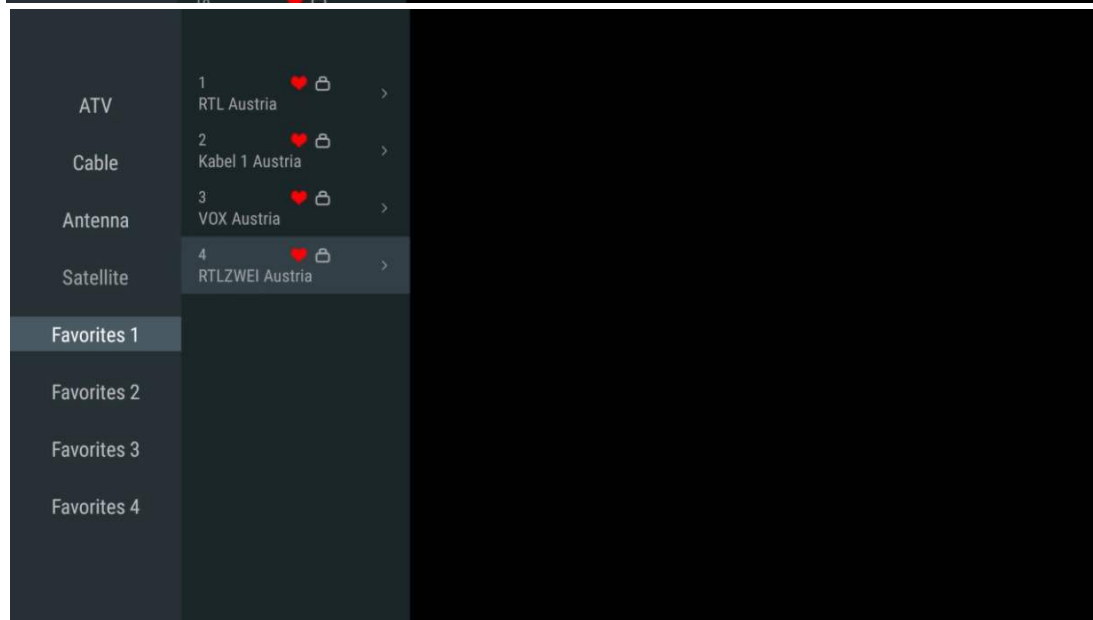 ATV
Cable
Antenna
Satellite
Favorites 1
Favorites 2
Favorites 3
Favorites 4
1
RTL Austria
2
Kabel 1 Austria
3
VOX Austria
4
RTLZWEI Austria